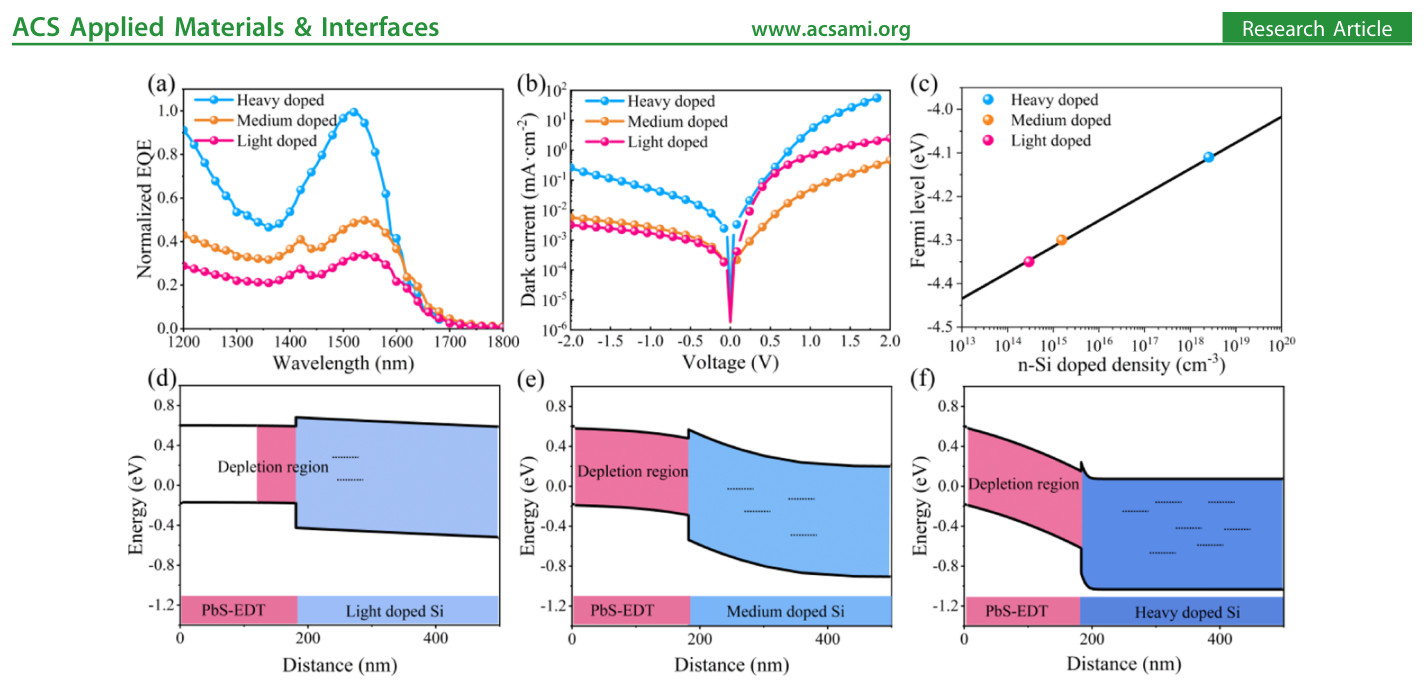 ACS Applied Materials & Interfaces
www.acsami.org
Research Article
(a)
Heavy doped
Medium doped
Light doped
Normalized EQE
1.0
0.8
0.6
0.4
0.2
0.0
1200 1300 1400 1500 1600 1700 1800
Wavelength (nm)
(b)
Heavy doped
Medium doped
Light doped
Dark current (mA·cm⁻²)
10²
10¹
10⁰
10⁻¹
10⁻²
10⁻³
10⁻⁴
10⁻⁵
10⁻⁶
-2.0 -1.5 -1.0 -0.5 0.0 0.5 1.0 1.5 2.0
Voltage (V)
(c)
Heavy doped
Medium doped
Light doped
Fermi level (eV)
-4.0
-4.1
-4.2
-4.3
-4.4
-4.5
10¹³ 10¹⁴ 10¹⁵ 10¹⁶ 10¹⁷ 10¹⁸ 10¹⁹ 10²⁰
n-Si doped density (cm⁻³)
(d)
Energy (eV)
0.8
0.4
0.0
-0.4
-0.8
-1.2
Depletion region
PbS-EDT
Light doped Si
0 200 400
Distance (nm)
(e)
Energy (eV)
0.8
0.4
0.0
-0.4
-0.8
-1.2
Depletion region
PbS-EDT
Medium doped Si
0 200 400
Distance (nm)
(f)
Energy (eV)
0.8
0.4
0.0
-0.4
-0.8
-1.2
Depletion region
PbS-EDT
Heavy doped Si
0 200 400
Distance (nm)